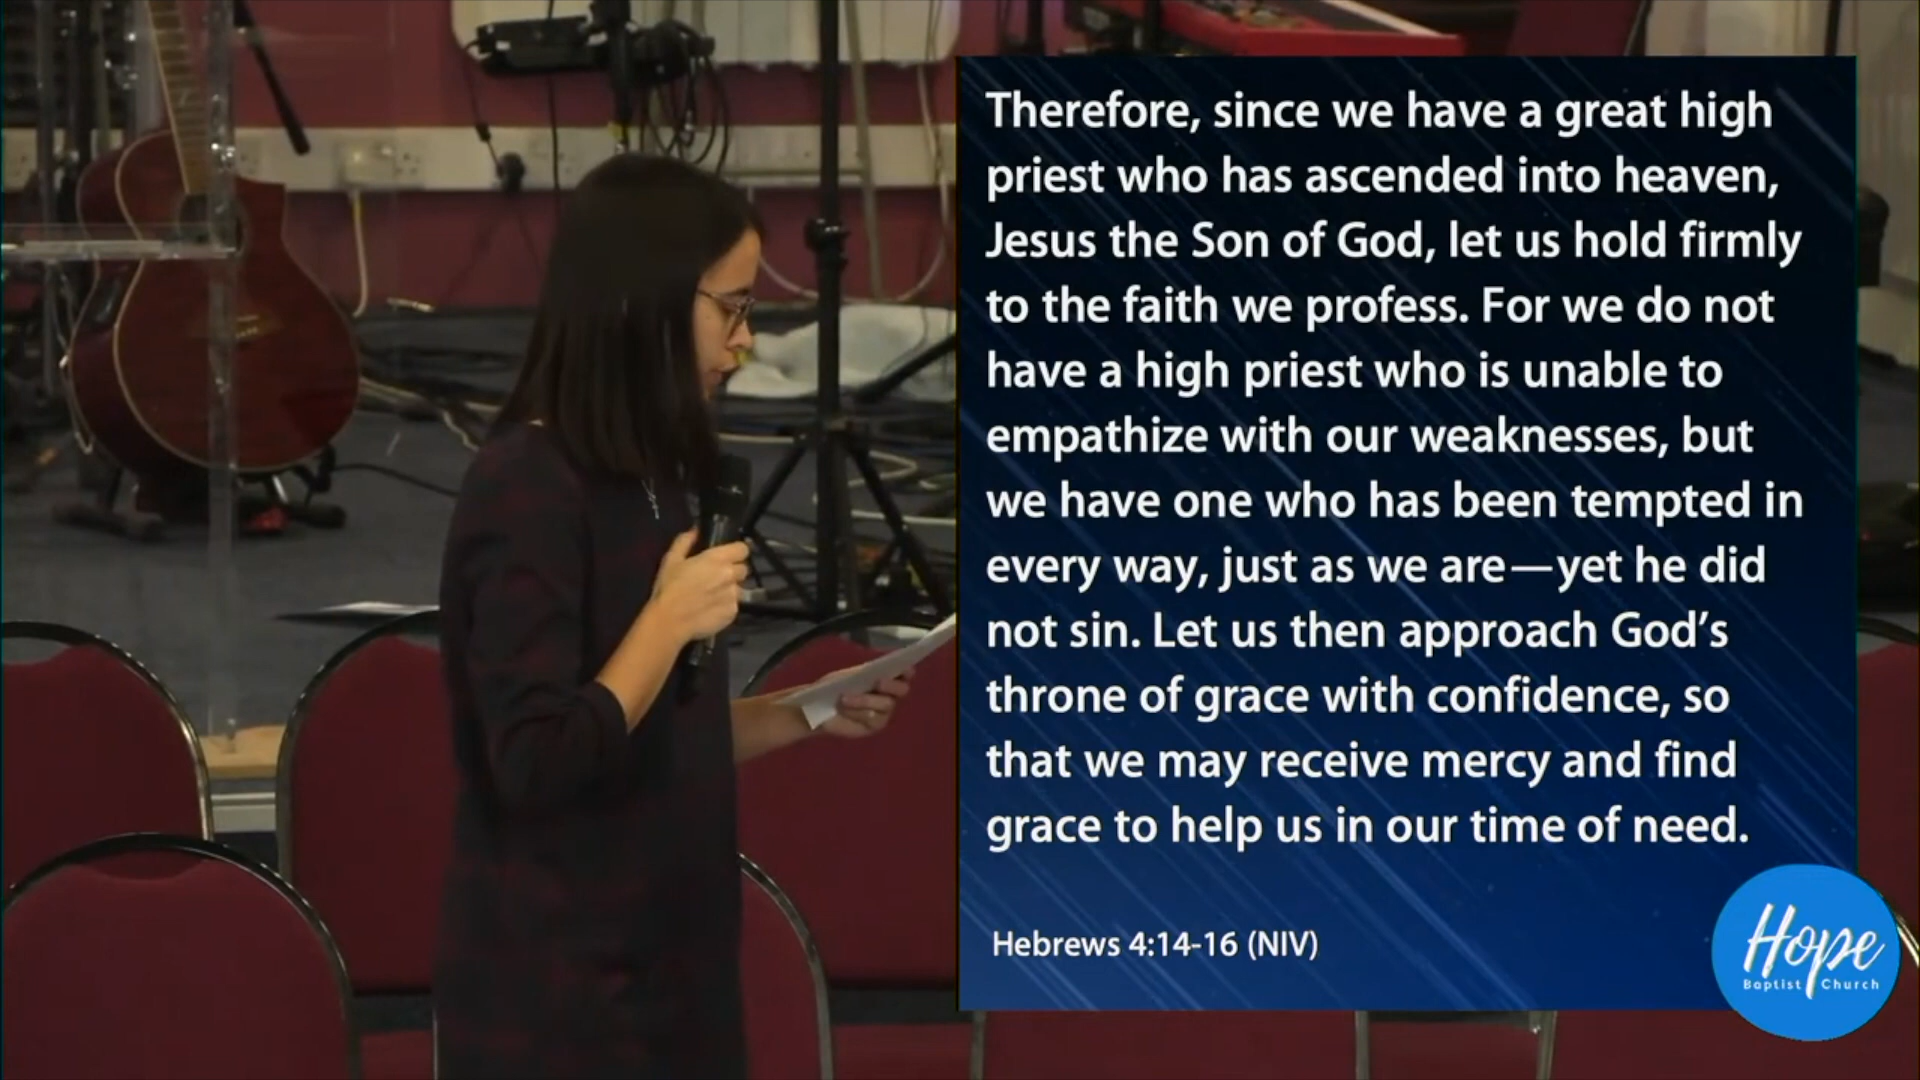 Therefore, since we have a great high
priest who has ascended into heaven,
Jesus the Son of God, let us hold firmly
to the faith we profess. For we do not
have a high priest who is unable to
empathize with our weaknesses, but
we have one who has been tempted in
every way, just as we are—yet he did
not sin. Let us then approach God’s
throne of grace with confidence, so
that we may receive mercy and find
grace to help us in our time of need.
Hebrews 4:14-16 (NIV)
Hope
Baptist Church